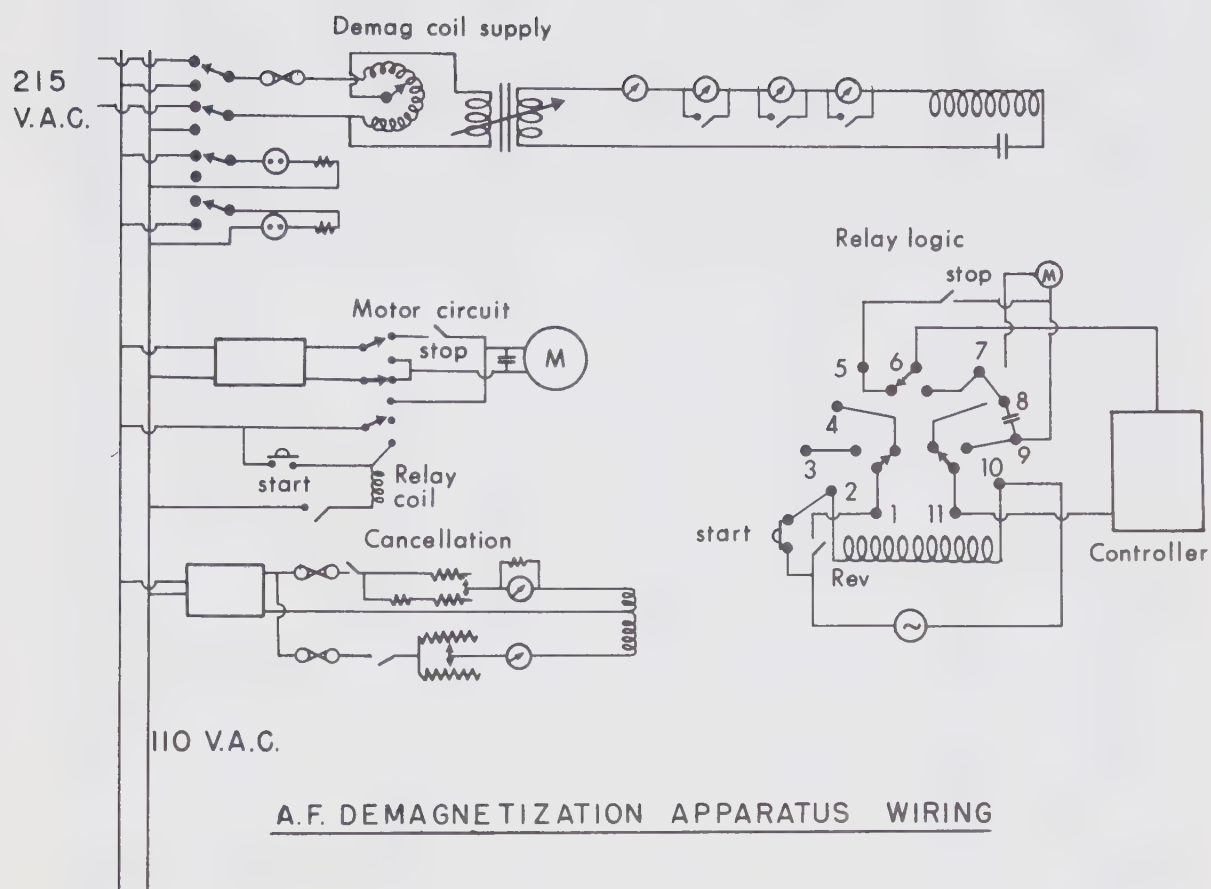 Demag coil supply
215
V.A.C.
Relay logic
stop
M
Motor circuit
stop
M
5
6
7
8
4
3
9
10
2
1
11
start
Relay
coil
start
Rev
Controller
Cancellation
110 V.A.C.
A.F. DEMAGNETIZATION APPARATUS WIRING